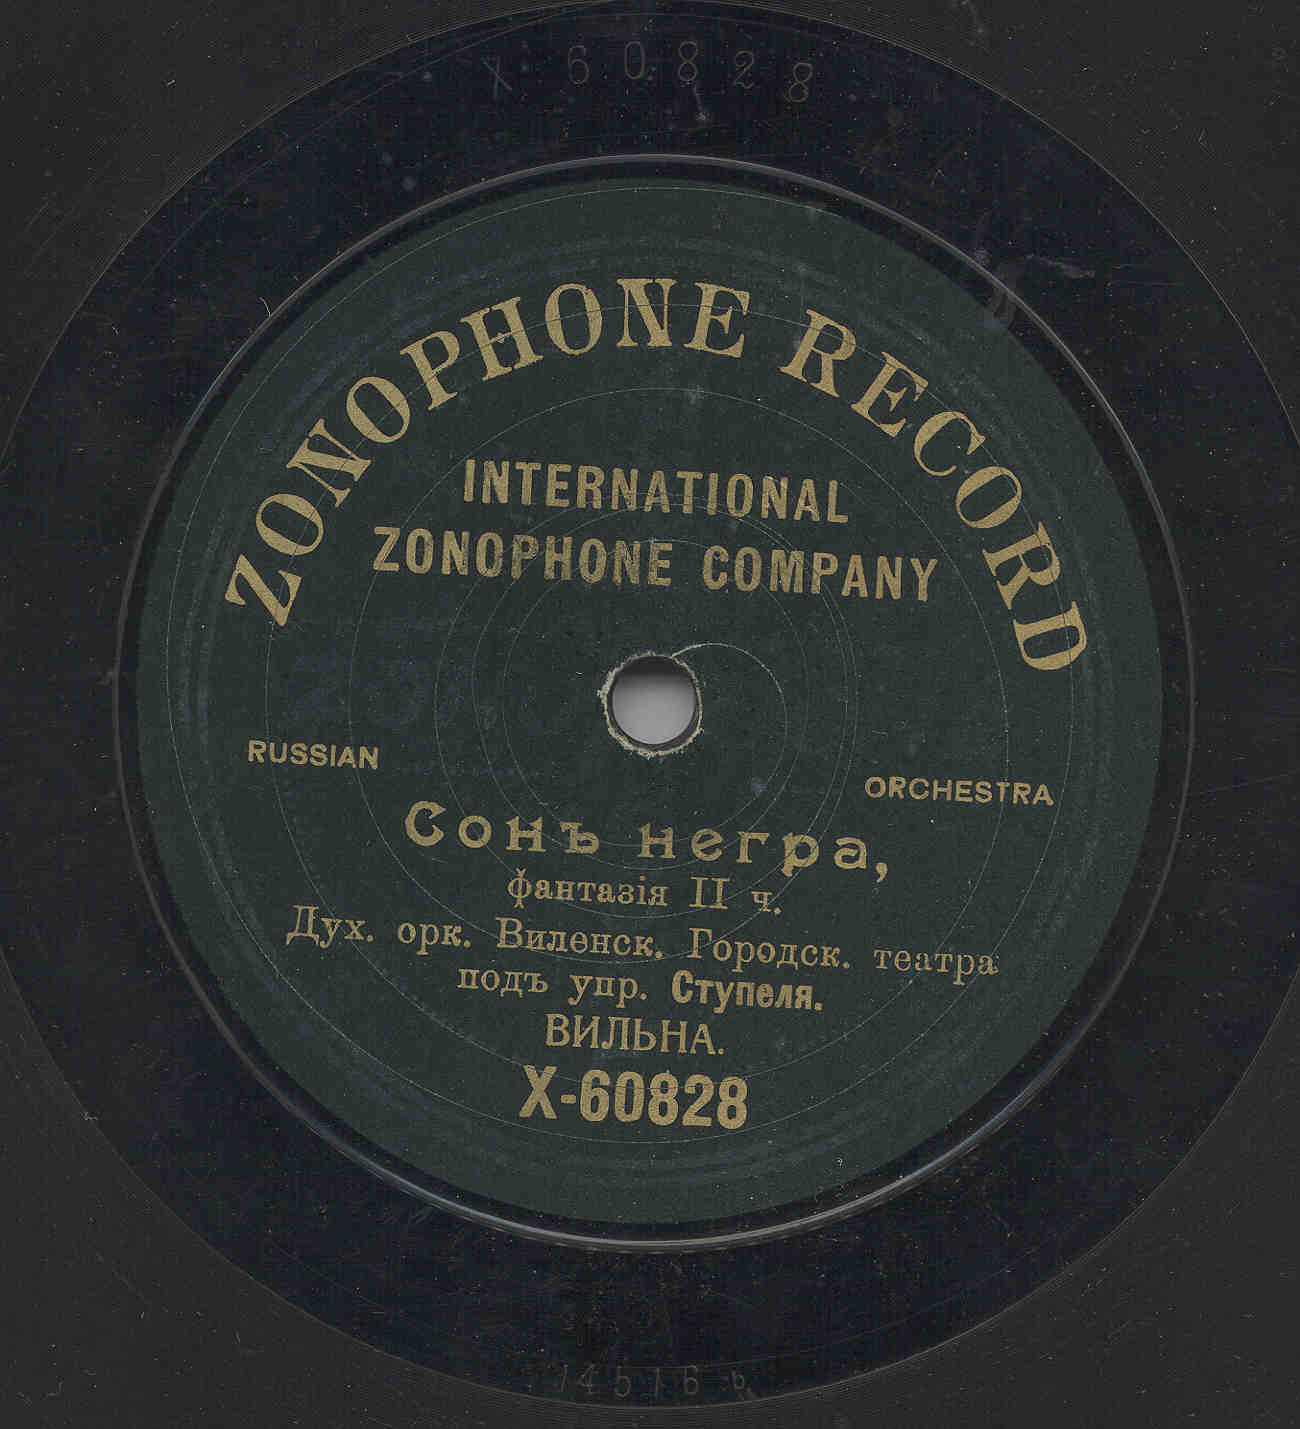 X 60828
ZONOPHONE RECORD
INTERNATIONAL
ZONOPHONE COMPANY
RUSSIAN
ORCHESTRA
Сонъ негра,
фантазія II ч.
Дух. орк. Виленск. Городск. театра
подъ упр. Ступеля.
ВИЛЬНА.
X-60828
14516 b